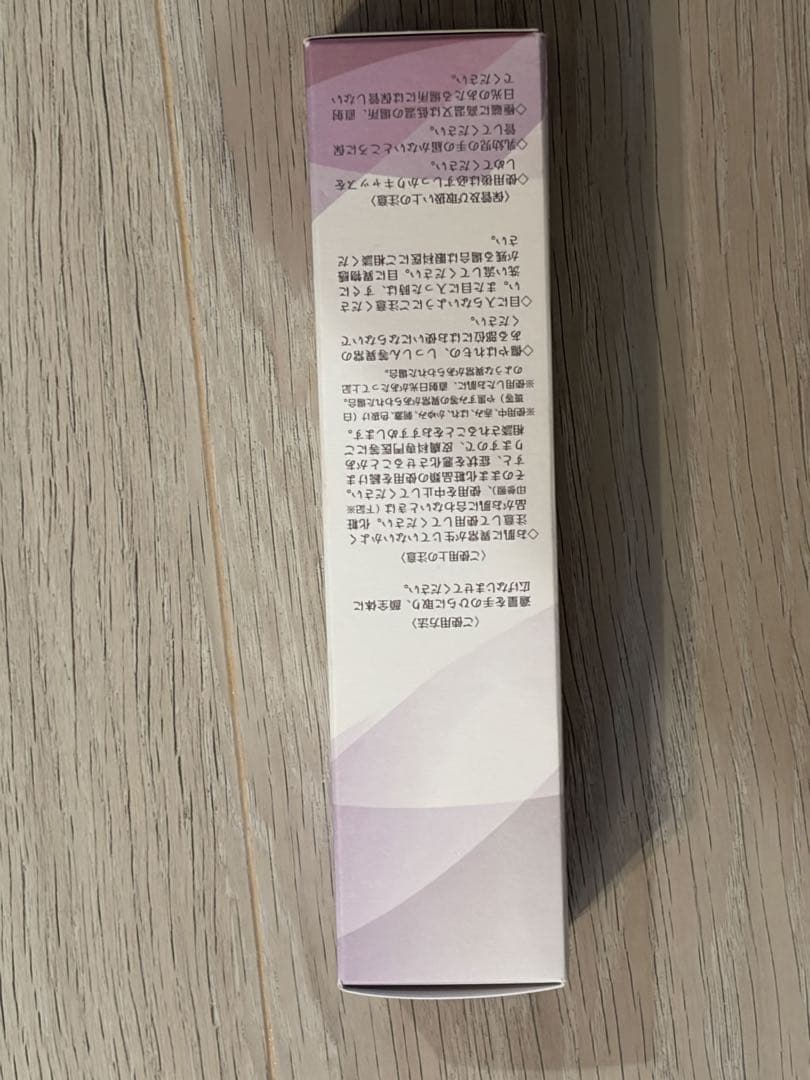 〈ご使用方法〉
適量を手のひらに取り、顔全体に
広げなじませてください。
〈ご使用上の注意〉
◇お肌に異常が生じていないかよく
注意して使用してください。化粧
品がお肌に合わないときは（下記※
印参照）、使用を中止してください。
そのまま化粧品類の使用を続けま
すと、症状を悪化させることがあ
りますので、皮膚科専門医等にご
相談されることをおすすめします。
※使用中、赤み、はれ、かゆみ、刺激、色抜け（白
斑等）や黒ずみ等の異常があらわれた場合。
※使用したお肌に、直射日光があたって上記
のような異常があらわれた場合。
◇傷やはれもの、しっしん等異常の
ある部位にはお使いにならないで
ください。
◇目に入らないようにご注意くださ
い。また目に入った時は、すぐに
洗い流してください。目に異物感
が残る場合は眼科医にご相談くだ
さい。
〈保管及び取扱い上の注意〉
◇使用後は必ずしっかりキャップを
しめてください。
◇乳幼児の手の届かないところに保
管してください。
◇極端に高温又は低温の場所、直射
日光のあたる場所には保管しない
でください。